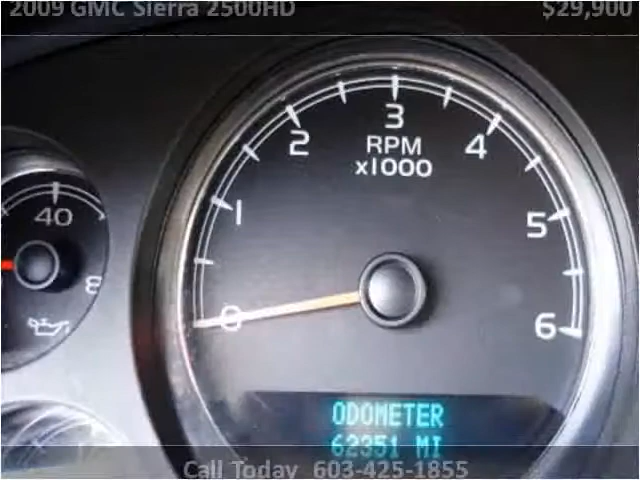 2009 GMC Sierra 2500HD $29,900
3
2 RPM 4
x1000
40 1 5
8
0 6
ODOMETER
62351 MI
Call Today 603-425-1855